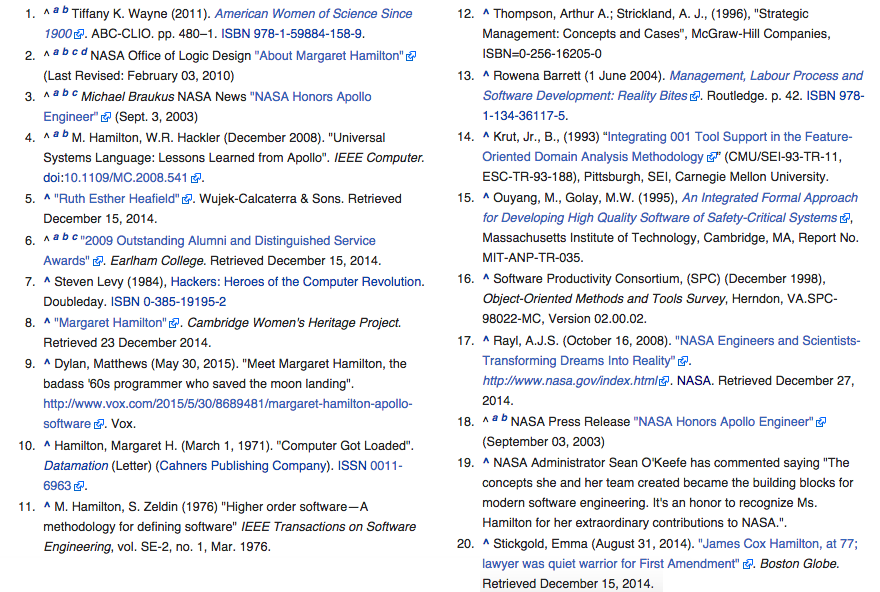 1. ^ a b Tiffany K. Wayne (2011). American Women of Science Since
1900. ABC-CLIO. pp. 480–1. ISBN 978-1-59884-158-9.
2. ^ a b c d NASA Office of Logic Design "About Margaret Hamilton"
(Last Revised: February 03, 2010)
3. ^ a b c Michael Braukus NASA News "NASA Honors Apollo
Engineer" (Sept. 3, 2003)
4. ^ a b M. Hamilton, W.R. Hackler (December 2008). "Universal
Systems Language: Lessons Learned from Apollo". IEEE Computer.
doi:10.1109/MC.2008.541.
5. ^ "Ruth Esther Heafield". Wujek-Calcaterra & Sons. Retrieved
December 15, 2014.
6. ^ a b c "2009 Outstanding Alumni and Distinguished Service
Awards". Earlham College. Retrieved December 15, 2014.
7. ^ Steven Levy (1984), Hackers: Heroes of the Computer Revolution.
Doubleday. ISBN 0-385-19195-2
8. ^ "Margaret Hamilton". Cambridge Women's Heritage Project.
Retrieved 23 December 2014.
9. ^ Dylan, Matthews (May 30, 2015). "Meet Margaret Hamilton, the
badass '60s programmer who saved the moon landing".
http://www.vox.com/2015/5/30/8689481/margaret-hamilton-apollo-
software. Vox.
10. ^ Hamilton, Margaret H. (March 1, 1971). "Computer Got Loaded".
Datamation (Letter) (Cahners Publishing Company). ISSN 0011-
6963.
11. ^ M. Hamilton, S. Zeldin (1976) "Higher order software—A
methodology for defining software" IEEE Transactions on Software
Engineering, vol. SE-2, no. 1, Mar. 1976.
12. ^ Thompson, Arthur A.; Strickland, A. J., (1996), "Strategic
Management: Concepts and Cases", McGraw-Hill Companies,
ISBN=0-256-16205-0
13. ^ Rowena Barrett (1 June 2004). Management, Labour Process and
Software Development: Reality Bites. Routledge. p. 42. ISBN 978-
1-134-36117-5.
14. ^ Krut, Jr., B., (1993) “Integrating 001 Tool Support in the Feature-
Oriented Domain Analysis Methodology” (CMU/SEI-93-TR-11,
ESC-TR-93-188), Pittsburgh, SEI, Carnegie Mellon University.
15. ^ Ouyang, M., Golay, M.W. (1995), An Integrated Formal Approach
for Developing High Quality Software of Safety-Critical Systems,
Massachusetts Institute of Technology, Cambridge, MA, Report No.
MIT-ANP-TR-035.
16. ^ Software Productivity Consortium, (SPC) (December 1998),
Object-Oriented Methods and Tools Survey, Herndon, VA.SPC-
98022-MC, Version 02.00.02.
17. ^ Rayl, A.J.S. (October 16, 2008). "NASA Engineers and Scientists-
Transforming Dreams Into Reality".
http://www.nasa.gov/index.html. NASA. Retrieved December 27,
2014.
18. ^ a b NASA Press Release "NASA Honors Apollo Engineer"
(September 03, 2003)
19. ^ NASA Administrator Sean O'Keefe has commented saying "The
concepts she and her team created became the building blocks for
modern software engineering. It's an honor to recognize Ms.
Hamilton for her extraordinary contributions to NASA.".
20. ^ Stickgold, Emma (August 31, 2014). "James Cox Hamilton, at 77;
lawyer was quiet warrior for First Amendment". Boston Globe.
Retrieved December 15, 2014.